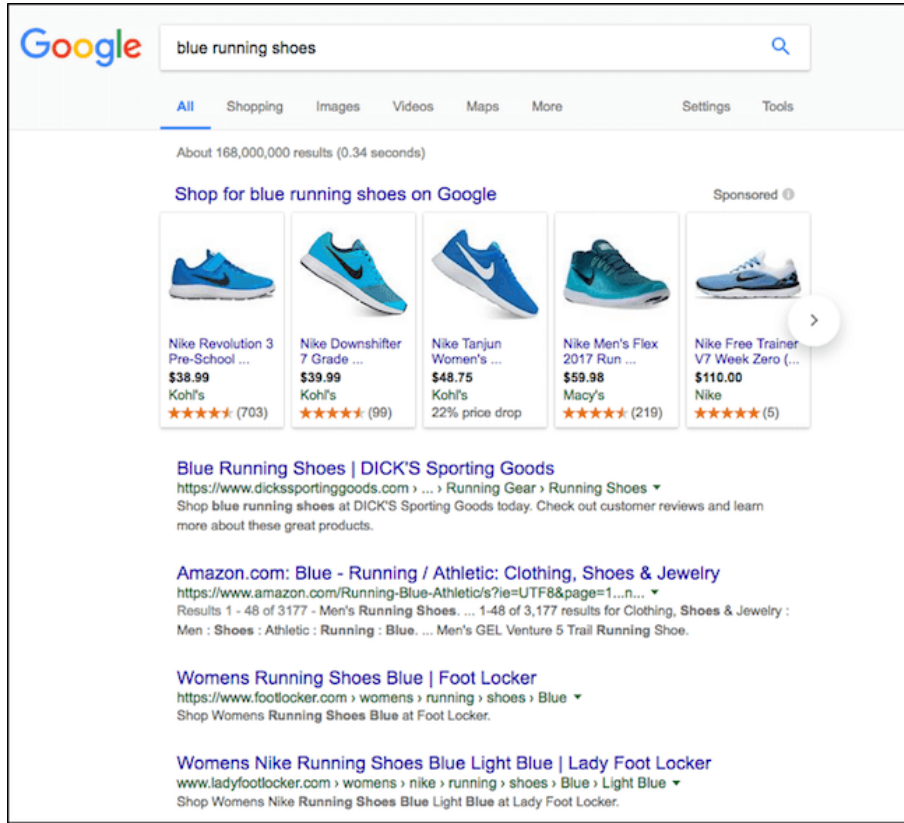 Google
blue running shoes
All Shopping Images Videos Maps More Settings Tools
About 168,000,000 results (0.34 seconds)
Shop for blue running shoes on Google
Sponsored
Nike Revolution 3
Pre-School ...
$38.99
Kohl's
(703)
Nike Downshifter
7 Grade ...
$39.99
Kohl's
(99)
Nike Tanjun
Women's ...
$48.75
Kohl's
22% price drop
Nike Men's Flex
2017 Run ...
$59.98
Macy's
(219)
Nike Free Trainer
V7 Week Zero (...
$110.00
Nike
(5)
Blue Running Shoes | DICK'S Sporting Goods
https://www.dickssportinggoods.com › ... › Running Gear › Running Shoes
Shop blue running shoes at DICK'S Sporting Goods today. Check out customer reviews and learn
more about these great products.
Amazon.com: Blue - Running / Athletic: Clothing, Shoes & Jewelry
https://www.amazon.com/Running-Blue-Athletic/s?ie=UTF8&page=1...n...
Results 1 - 48 of 3177 - Men's Running Shoes. ... 1-48 of 3,177 results for Clothing, Shoes & Jewelry :
Men : Shoes : Athletic : Running : Blue. ... Men's GEL Venture 5 Trail Running Shoe.
Womens Running Shoes Blue | Foot Locker
https://www.footlocker.com › womens › running › shoes › Blue
Shop Womens Running Shoes Blue at Foot Locker.
Womens Nike Running Shoes Blue Light Blue | Lady Foot Locker
www.ladyfootlocker.com › womens › nike › running › shoes › Blue › Light Blue
Shop Womens Nike Running Shoes Blue Light Blue at Lady Foot Locker.